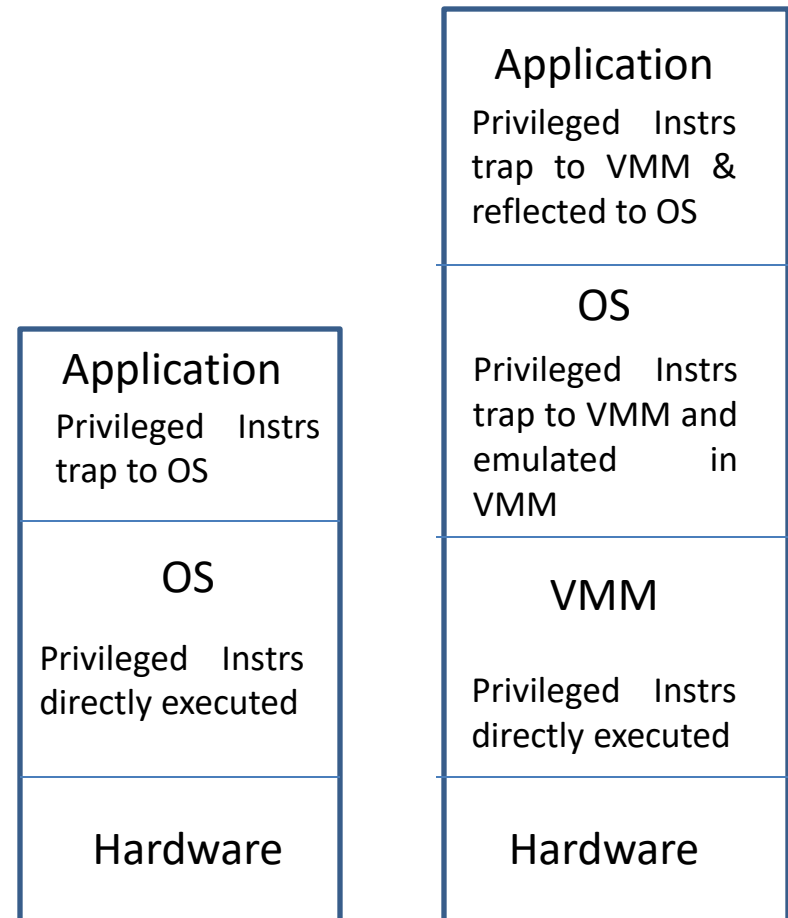 Application
Privileged Instrs
trap to OS
OS
Privileged Instrs
directly executed
Hardware
Application
Privileged Instrs
trap to VMM &
reflected to OS
OS
Privileged Instrs
trap to VMM and
emulated in
VMM
VMM
Privileged Instrs
directly executed
Hardware